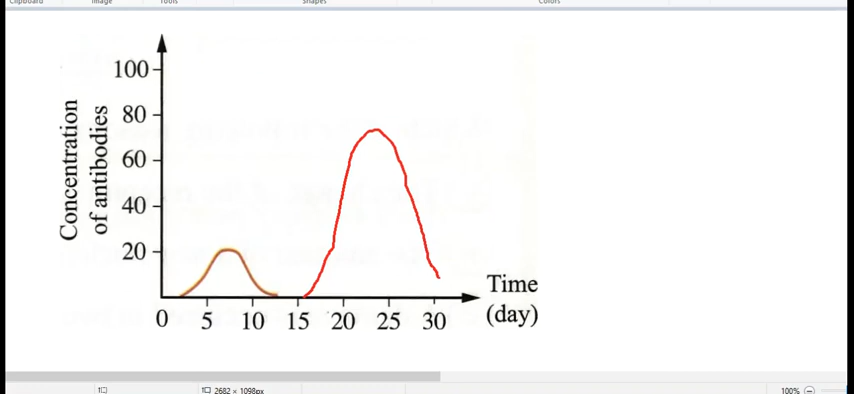 Clipboard Image Tools Shapes Colors
100
80
60
40
20
Concentration
of antibodies
0 5 10 15 20 25 30
Time
(day)
2682 × 1098px 100%